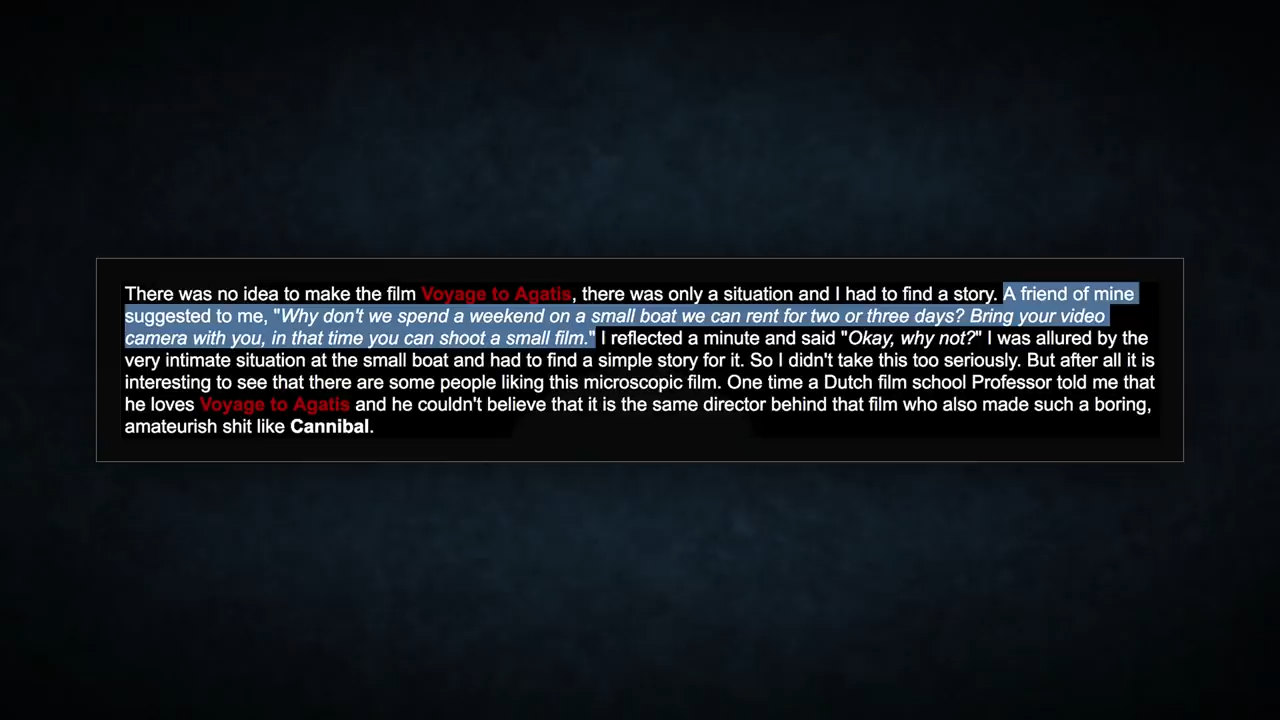 There was no idea to make the film Voyage to Agatis, there was only a situation and I had to find a story. A friend of mine
suggested to me, "Why don't we spend a weekend on a small boat we can rent for two or three days? Bring your video
camera with you, in that time you can shoot a small film." I reflected a minute and said "Okay, why not?" I was allured by the
very intimate situation at the small boat and had to find a simple story for it. So I didn't take this too seriously. But after all it is
interesting to see that there are some people liking this microscopic film. One time a Dutch film school Professor told me that
he loves Voyage to Agatis and he couldn't believe that it is the same director behind that film who also made such a boring,
amateurish shit like Cannibal.